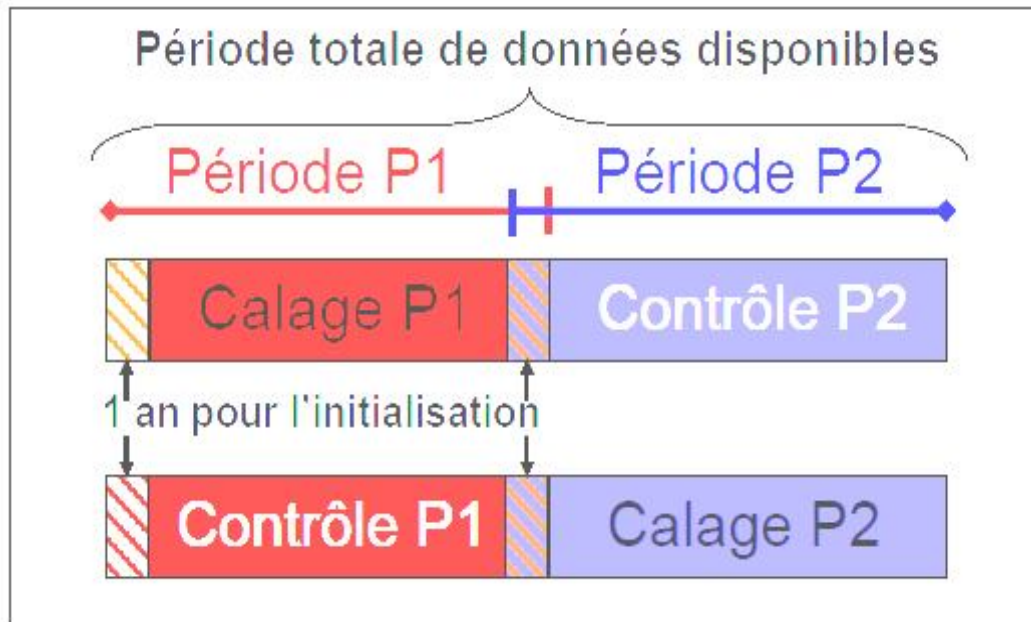 Période totale de données disponibles
Période P1 Période P2
Calage P1 Contrôle P2
1 an pour l'initialisation
Contrôle P1 Calage P2